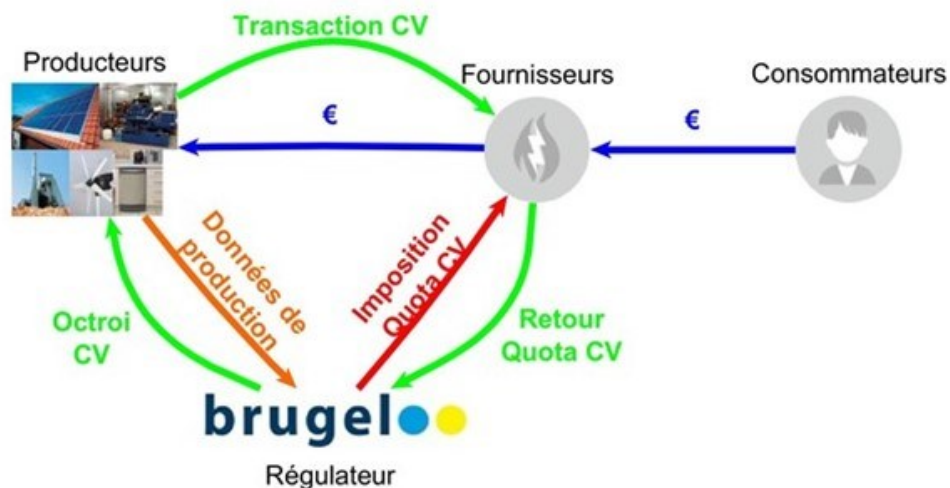 Transaction CV
Producteurs
Fournisseurs
Consommateurs
€
€
Données de
production
Imposition
Quota CV
Octroi
CV
Retour
Quota CV
brugel
Régulateur